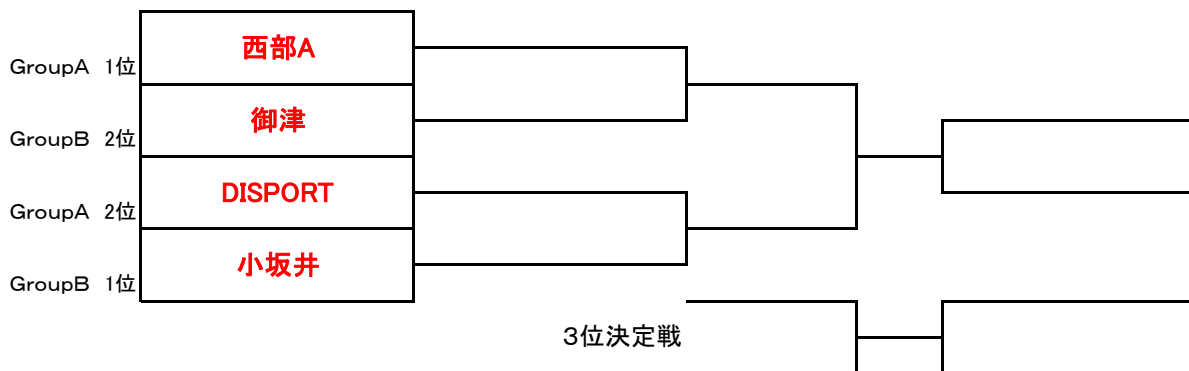 西部A
GroupA 1位
御津
GroupB 2位
DISPORT
GroupA 2位
小坂井
GroupB 1位
3位決定戦